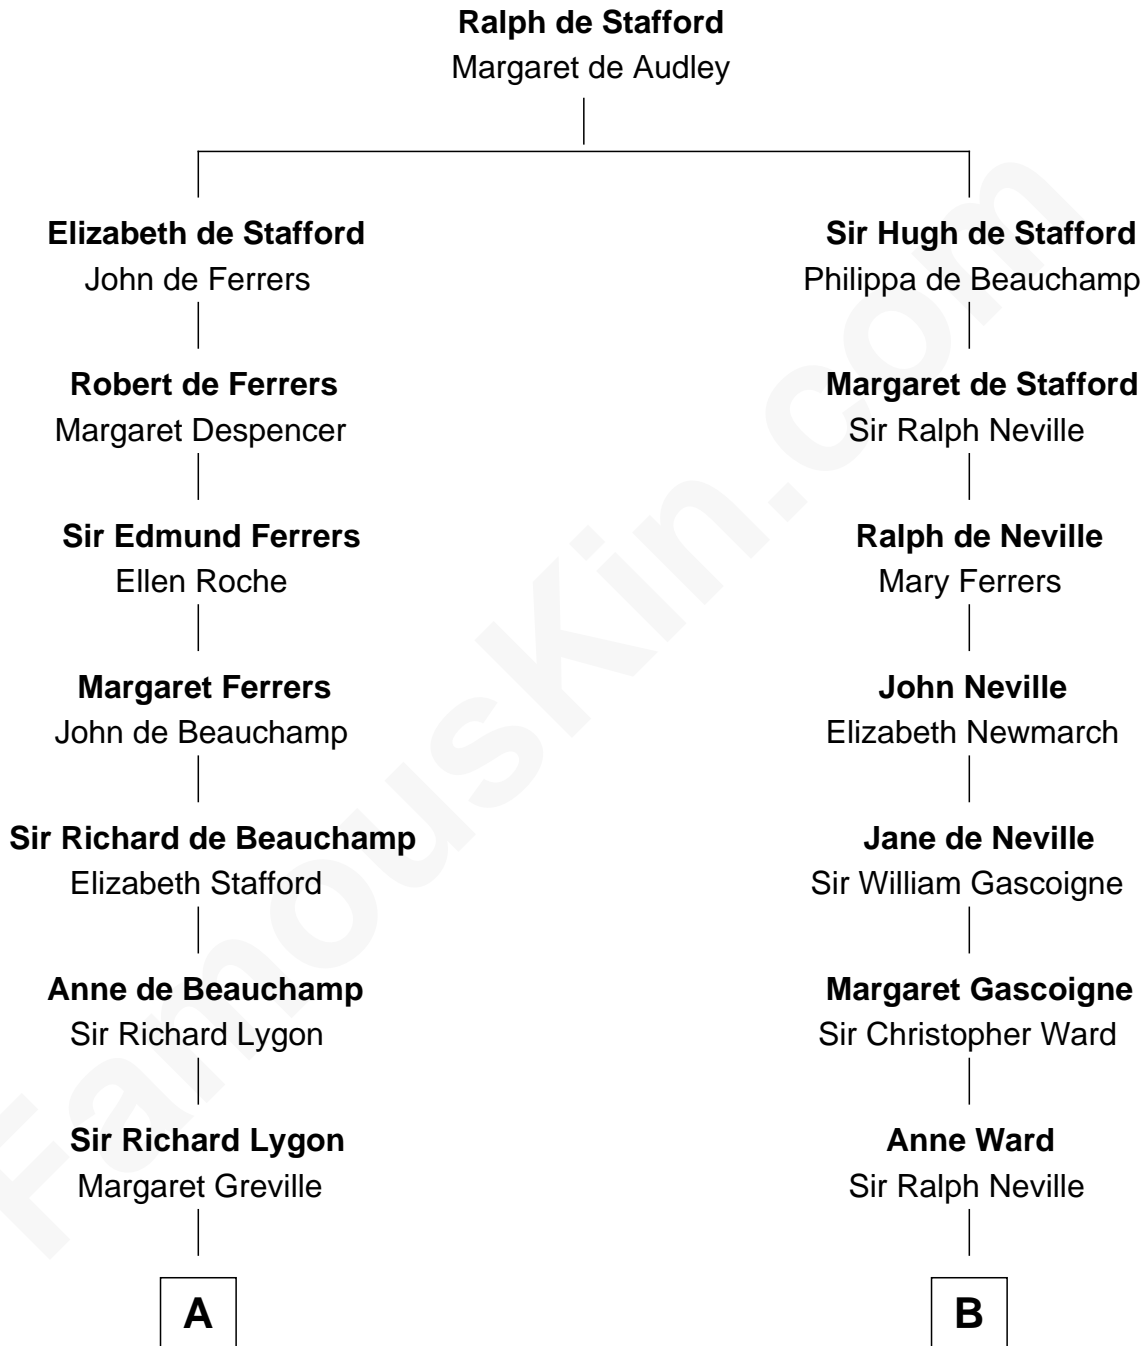 Ralph de Stafford
Margaret de Audley
Elizabeth de Stafford
John de Ferrers
Sir Hugh de Stafford
Philippa de Beauchamp
Robert de Ferrers
Margaret Despencer
Margaret de Stafford
Sir Ralph Neville
Sir Edmund Ferrers
Ellen Roche
Ralph de Neville
Mary Ferrers
Margaret Ferrers
John de Beauchamp
John Neville
Elizabeth Newmarch
Sir Richard de Beauchamp
Elizabeth Stafford
Jane de Neville
Sir William Gascoigne
Anne de Beauchamp
Sir Richard Lygon
Margaret Gascoigne
Sir Christopher Ward
Sir Richard Lygon
Margaret Greville
Anne Ward
Sir Ralph Neville
A
B
FamousKin.com